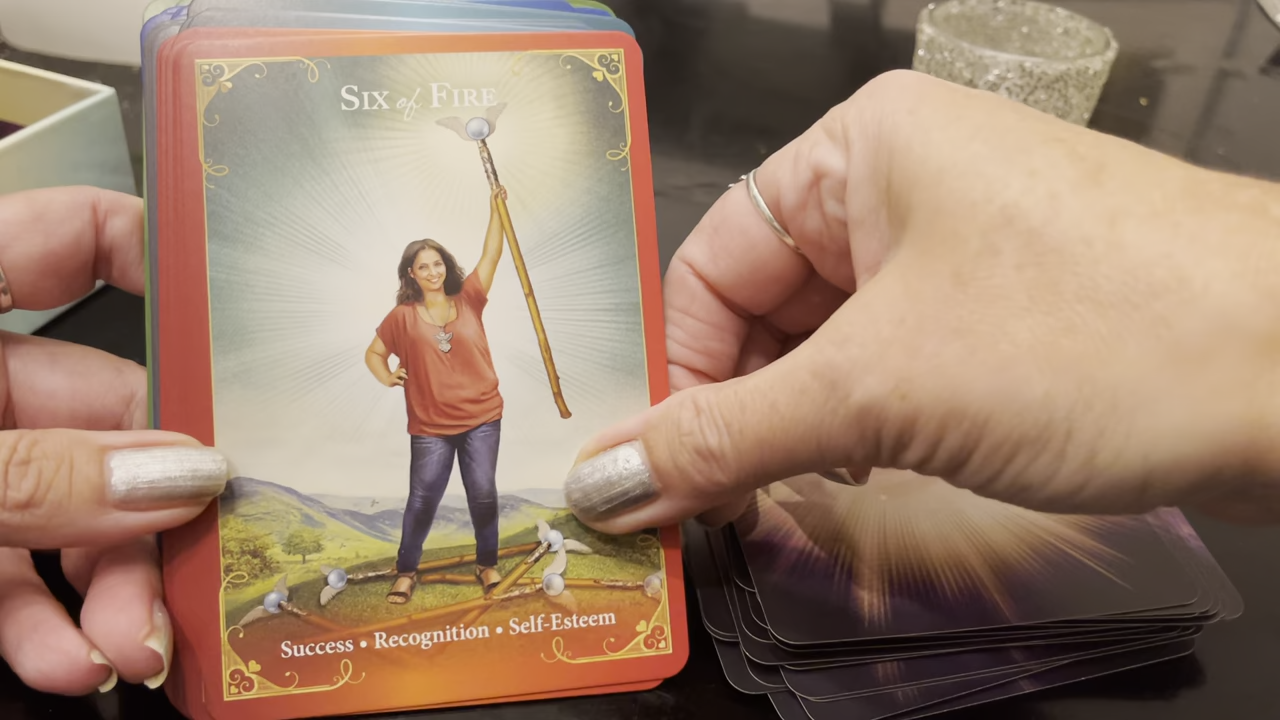 Six of Fire
Success • Recognition • Self-Esteem